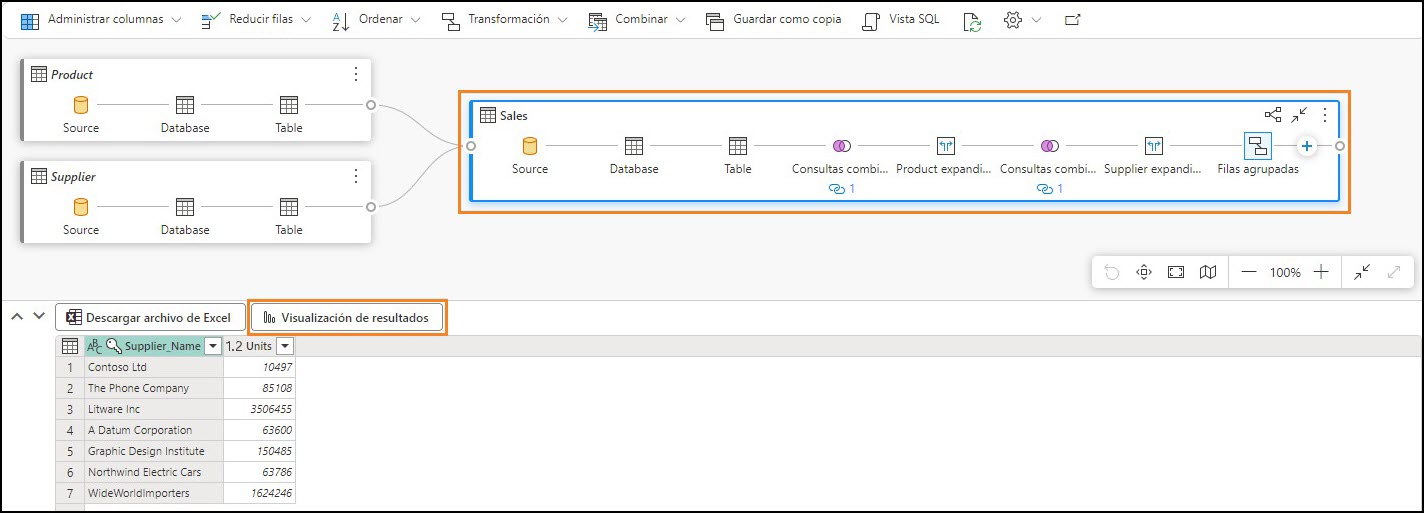 Administrar columnas Reducir filas Ordenar Transformación Combinar Guardar como copia Vista SQL
Product
Source Database Table
Supplier
Source Database Table
Sales
Source Database Table Consultas combi... Product expandi... Consultas combi... Supplier expandi... Filas agrupadas
1 1
100%
Descargar archivo de Excel Visualización de resultados
Supplier_Name 1.2 Units
1 Contoso Ltd 10497
2 The Phone Company 85108
3 Litware Inc 3506455
4 A Datum Corporation 63600
5 Graphic Design Institute 150485
6 Northwind Electric Cars 63786
7 WideWorldImporters 1624246